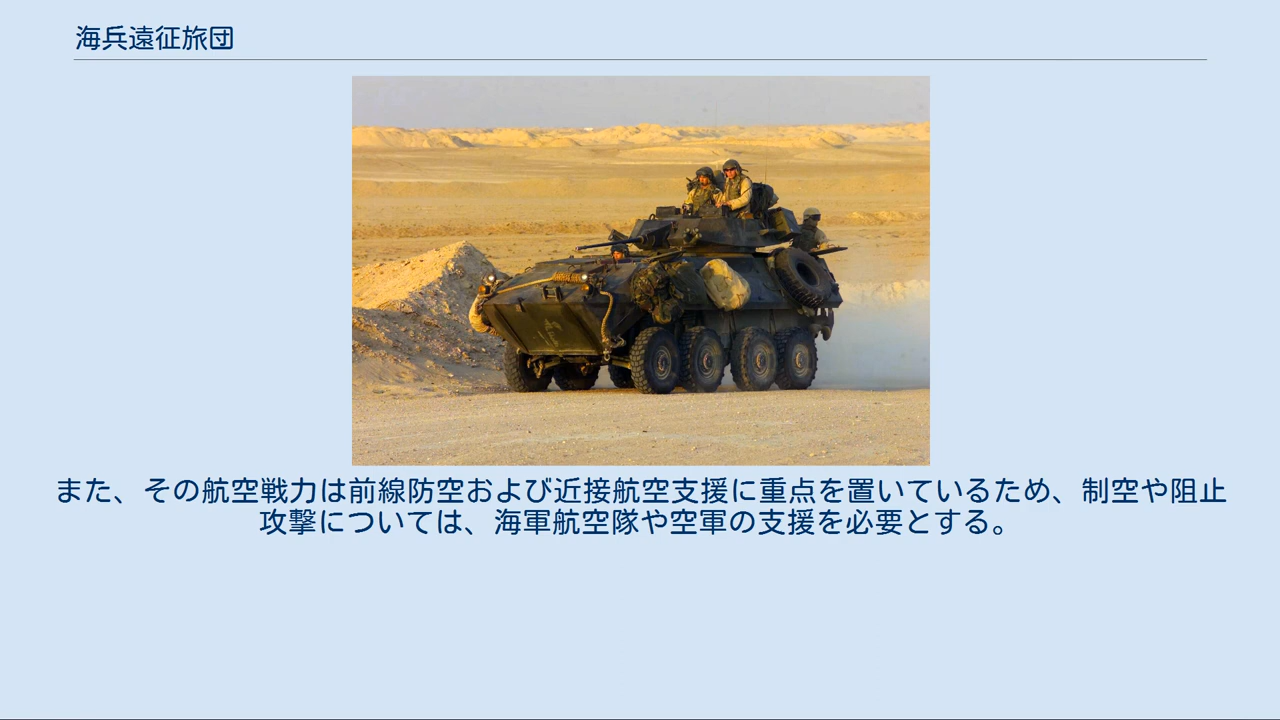 海兵遠征旅団
また、その航空戦力は前線防空および近接航空支援に重点を置いているため、制空や阻止
攻撃については、海軍航空隊や空軍の支援を必要とする。